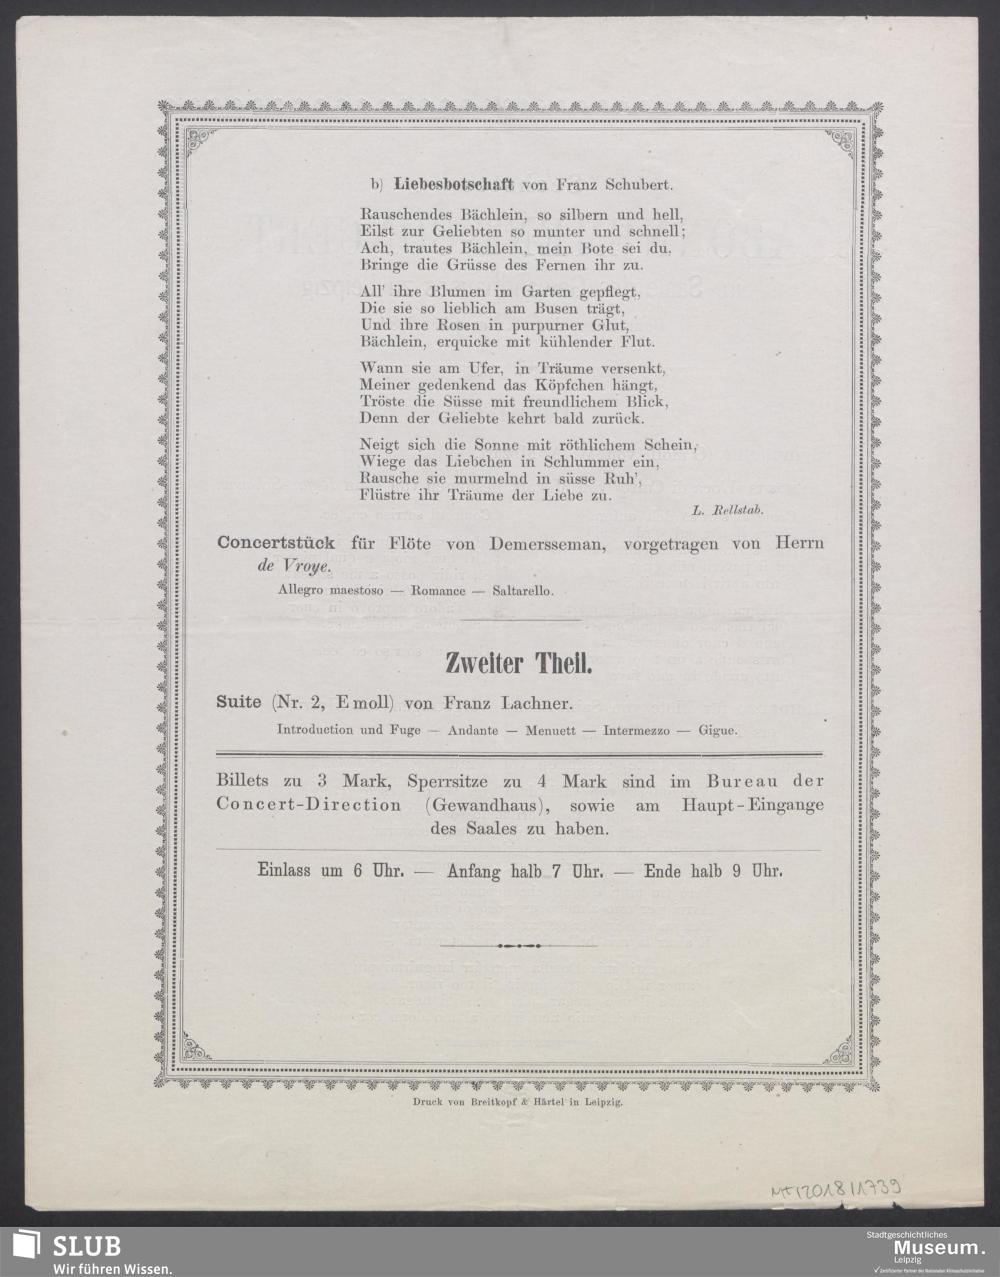 b) Liebesbotschaft von Franz Schubert.
Rauschendes Bächlein, so silbern und hell,
Eilst zur Geliebten so munter und schnell;
Ach, trautes Bächlein, mein Bote sei du,
Bringe die Grüsse des Fernen ihr zu.
All' ihre Blumen im Garten gepflegt,
Die sie so lieblich am Busen trägt,
Und ihre Rosen in purpurner Glut,
Bächlein, erquicke mit kühlender Flut.
Wann sie am Ufer, in Träume versenkt,
Meiner gedenkend das Köpfchen hängt,
Tröste die Süsse mit freundlichem Blick,
Denn der Geliebte kehrt bald zurück.
Neigt sich die Sonne mit röthlichem Schein,
Wiege das Liebchen in Schlummer ein,
Rausche sie murmelnd in süsse Ruh',
Flüstre ihr Träume der Liebe zu.
L. Rellstab.
Concertstück für Flöte von Demersseman, vorgetragen von Herrn
de Vroye.
Allegro maestoso — Romance — Saltarello.
Zweiter Theil.
Suite (Nr. 2, E moll) von Franz Lachner.
Introduction und Fuge — Andante — Menuett — Intermezzo — Gigue.
Billets zu 3 Mark, Sperrsitze zu 4 Mark sind im Bureau der
Concert-Direction (Gewandhaus), sowie am Haupt-Eingange
des Saales zu haben.
Einlass um 6 Uhr. — Anfang halb 7 Uhr. — Ende halb 9 Uhr.
Druck von Breitkopf & Härtel in Leipzig.
MT/2018/1739
SLUB
Wir führen Wissen.
Stadtgeschichtliches
Museum.
Leipzig
Zertifizierter Partner der Nationalen Klimaschutzinitiative